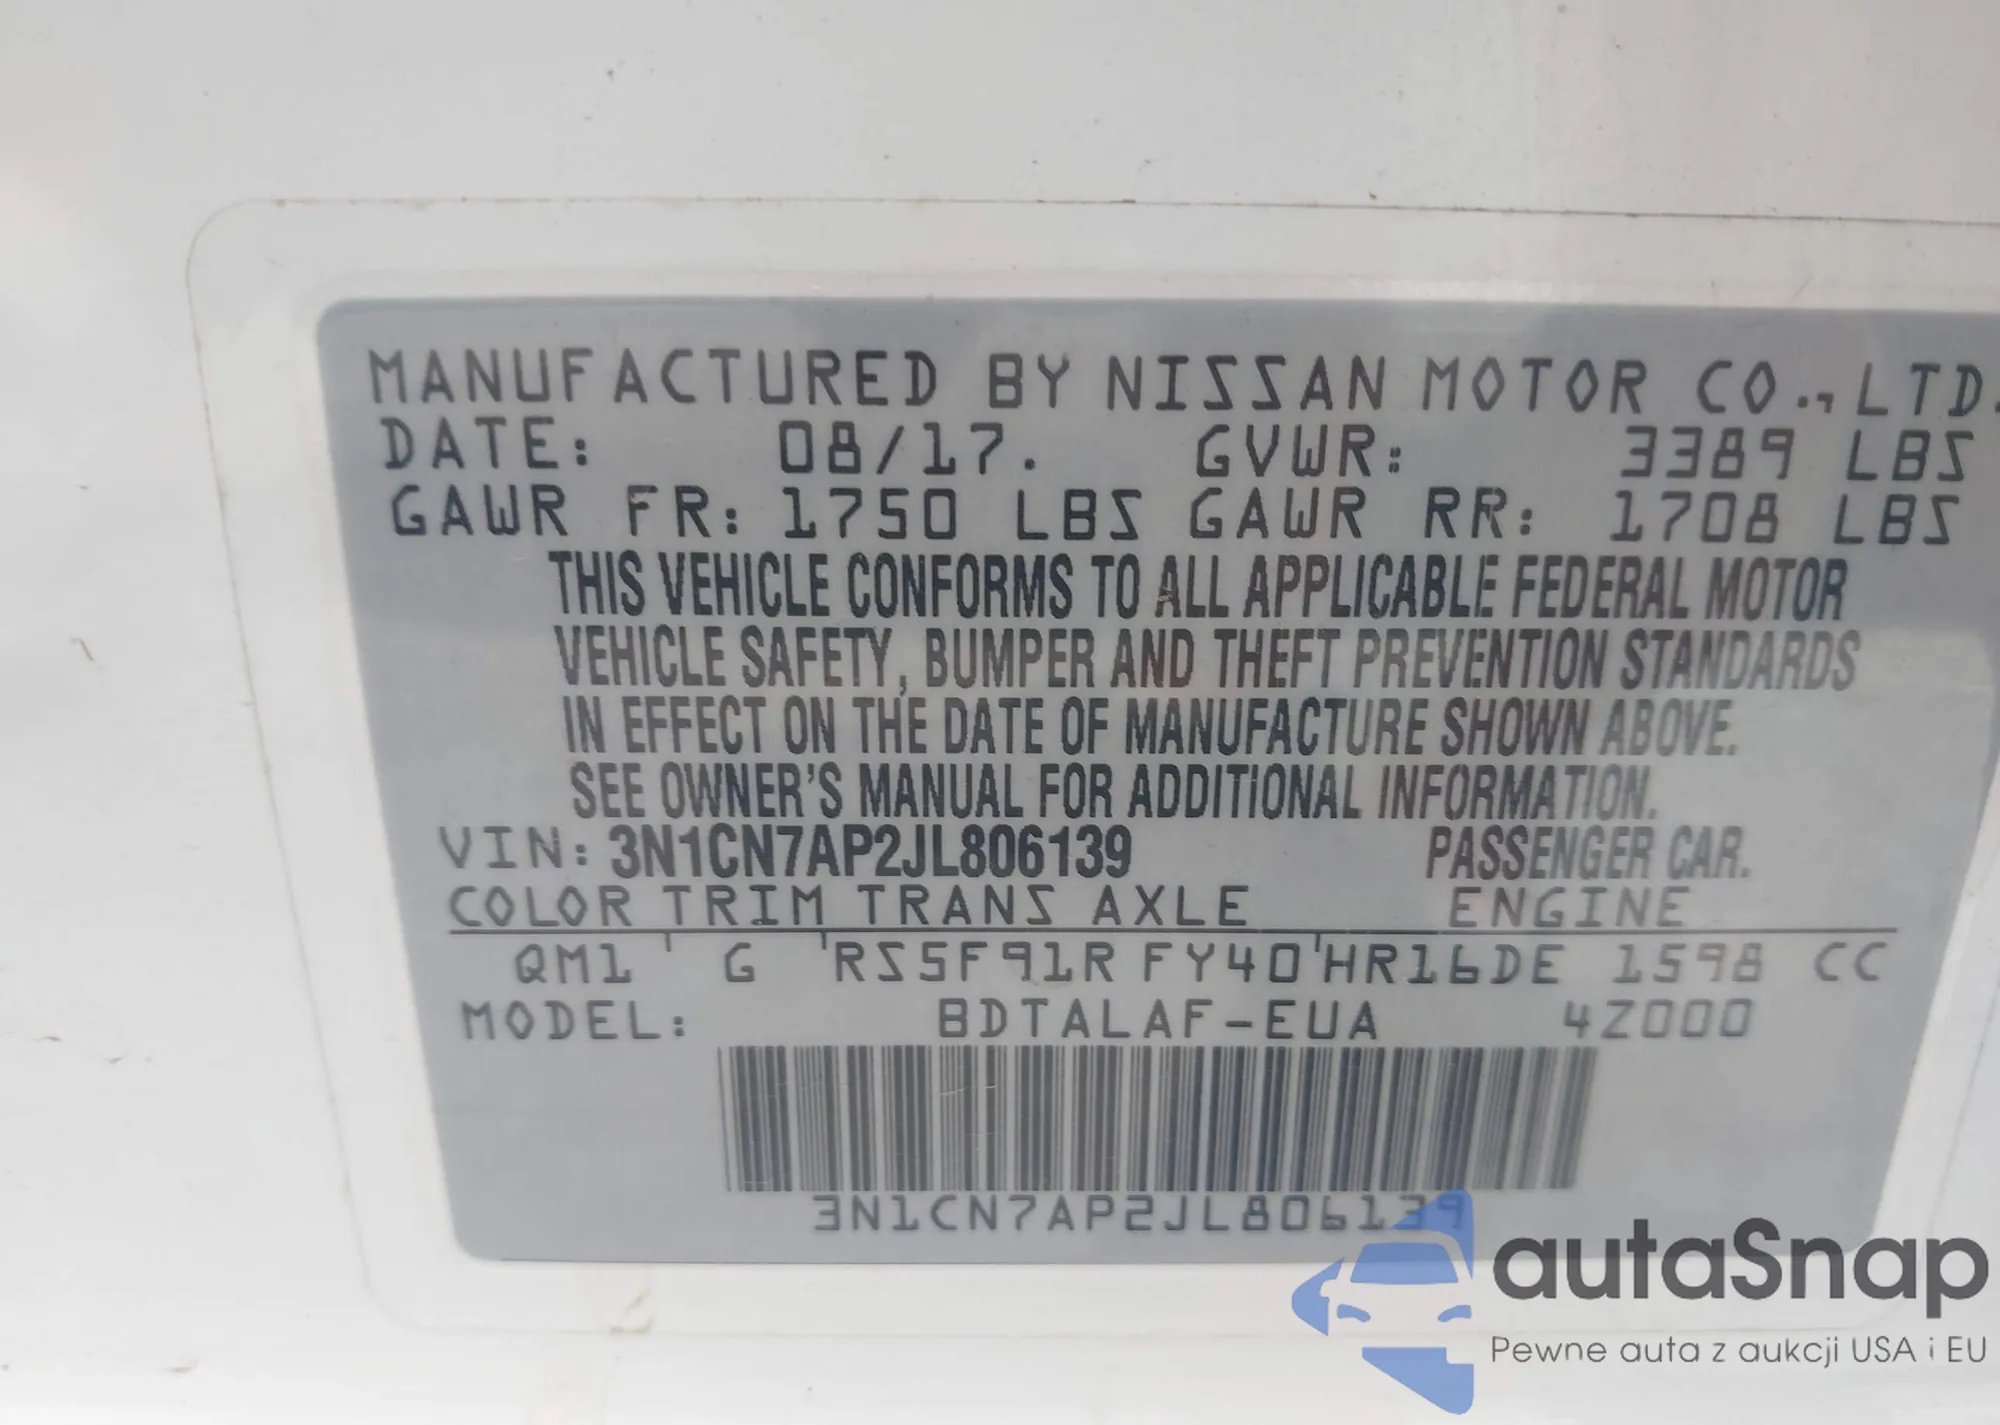 MANUFACTURED BY NISSAN MOTOR CO., LTD.
DATE: 08/17. GVWR: 3389 LBS
GAWR FR: 1750 LBS GAWR RR: 1708 LBS
THIS VEHICLE CONFORMS TO ALL APPLICABLE FEDERAL MOTOR
VEHICLE SAFETY, BUMPER AND THEFT PREVENTION STANDARDS
IN EFFECT ON THE DATE OF MANUFACTURE SHOWN ABOVE.
SEE OWNER'S MANUAL FOR ADDITIONAL INFORMATION.
VIN: 3N1CN7AP2JL806139 PASSENGER CAR.
COLOR TRIM TRANS AXLE ENGINE
QM1 G RS5F91R FY40 HR16DE 1598 CC
MODEL: BDTALAF-EUA 4Z000
3N1CN7AP2JL806139
autaSnap
Pewne auta z aukcji USA i EU